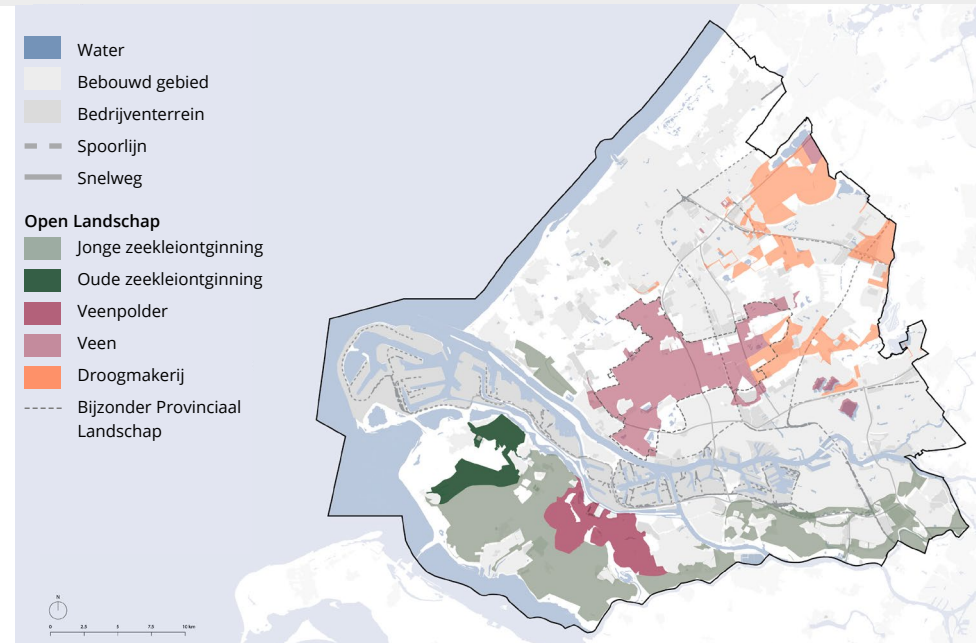 Water
Bebouwd gebied
Bedrijventerrein
Spoorlijn
Snelweg
Open Landschap
Jonge zeekleiontginning
Oude zeekleiontginning
Veenpolder
Veen
Droogmakerij
Bijzonder Provinciaal
Landschap
N
0 2,5 5 7,5 10 km